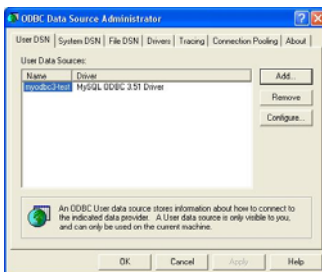 ODBC Data Source Administrator
User DSN System DSN File DSN Drivers Tracing Connection Pooling About
User Data Sources:
Name Driver Add...
myodbc3-test MySQL ODBC 3.51 Driver
Remove
Configure...
An ODBC User data source stores information about how to connect to
the indicated data provider. A User data source is only visible to you,
and can only be used on the current machine.
OK Cancel Apply Help